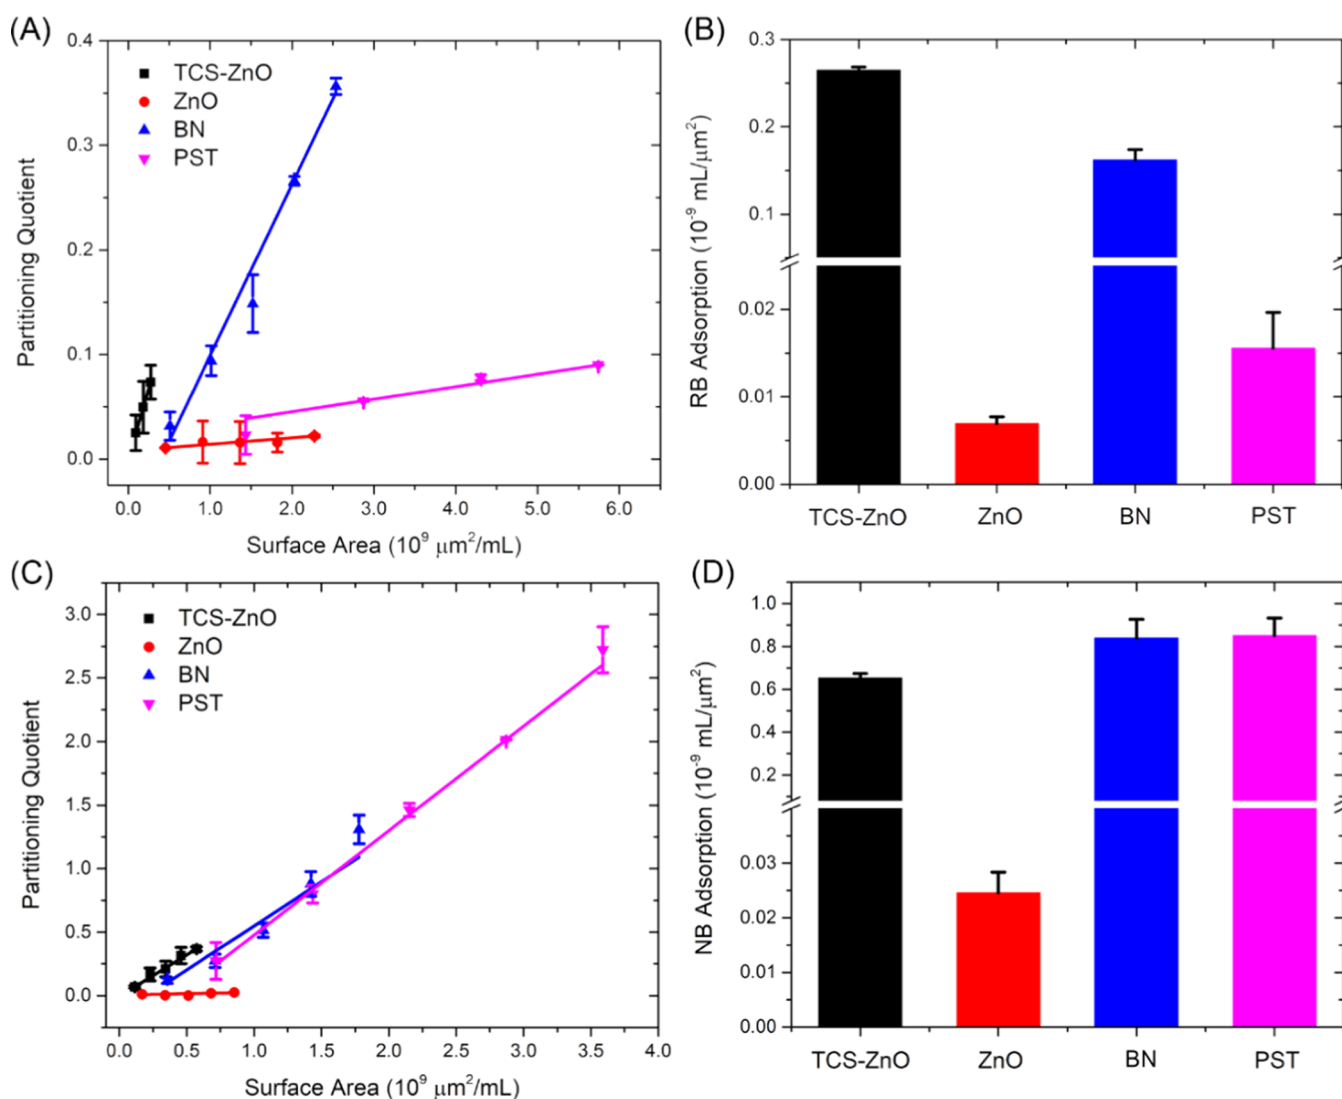 (A)
0.4
0.3
0.2
0.1
0.0
Partitioning Quotient
TCS-ZnO
ZnO
BN
PST
0.0 1.0 2.0 3.0 4.0 5.0 6.0
Surface Area (10⁹ μm²/mL)
(B)
0.3
0.2
0.1
0.02
0.01
0.00
RB Adsorption (10⁻⁹ mL/μm²)
TCS-ZnO ZnO BN PST
(C)
3.0
2.5
2.0
1.5
1.0
0.5
0.0
Partitioning Quotient
TCS-ZnO
ZnO
BN
PST
0.0 0.5 1.0 1.5 2.0 2.5 3.0 3.5 4.0
Surface Area (10⁹ μm²/mL)
(D)
1.0
0.8
0.6
0.4
0.2
0.03
0.02
0.01
0.00
NB Adsorption (10⁻⁹ mL/μm²)
TCS-ZnO ZnO BN PST